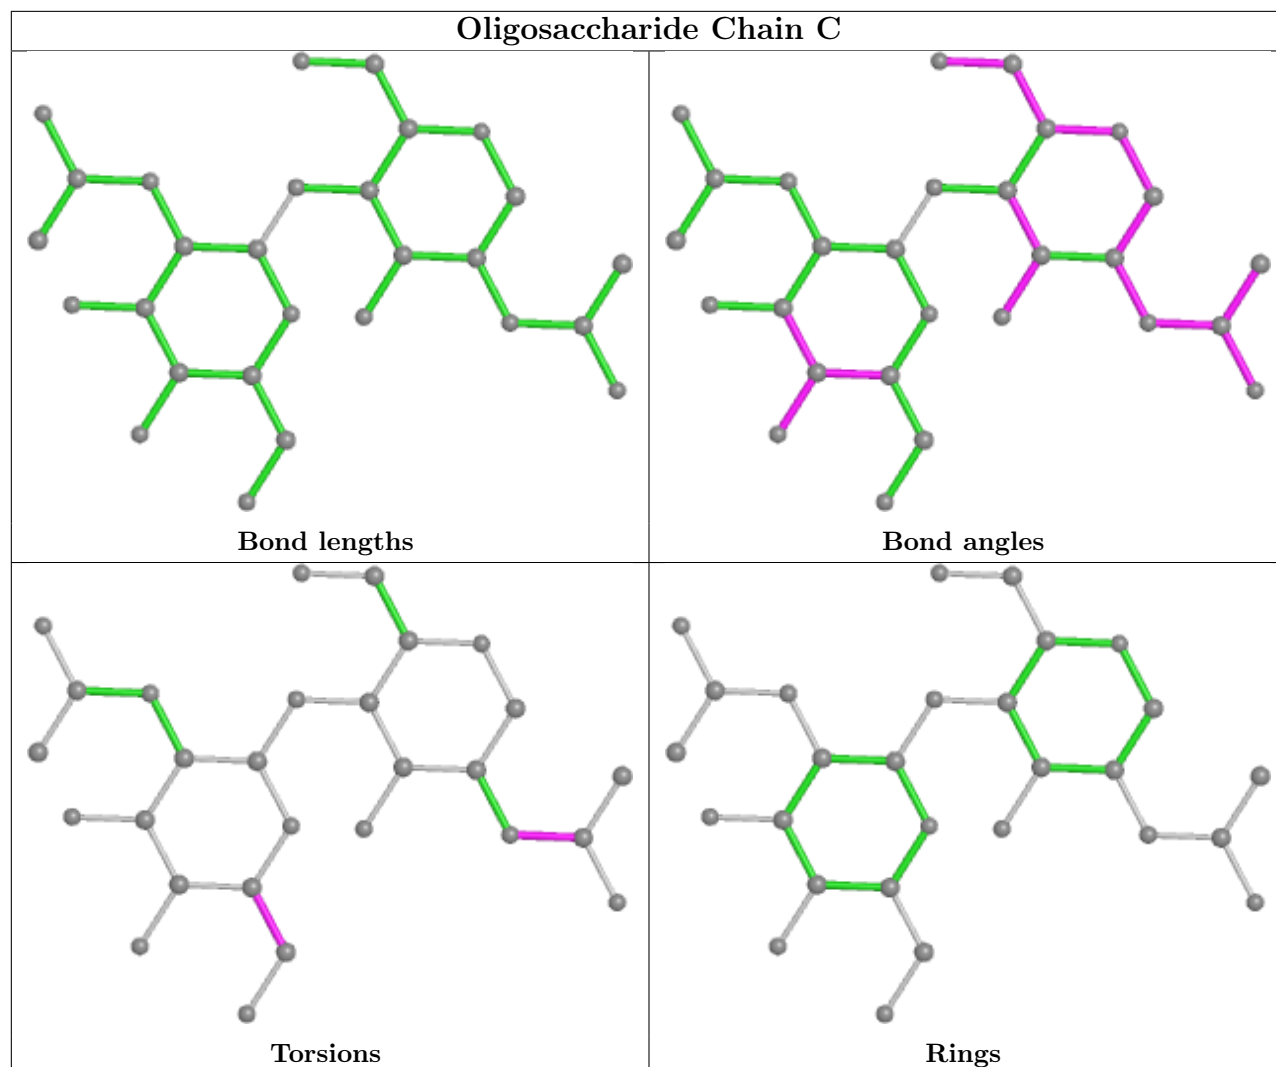 Oligosaccharide Chain C
Bond lengths
Bond angles
Torsions
Rings